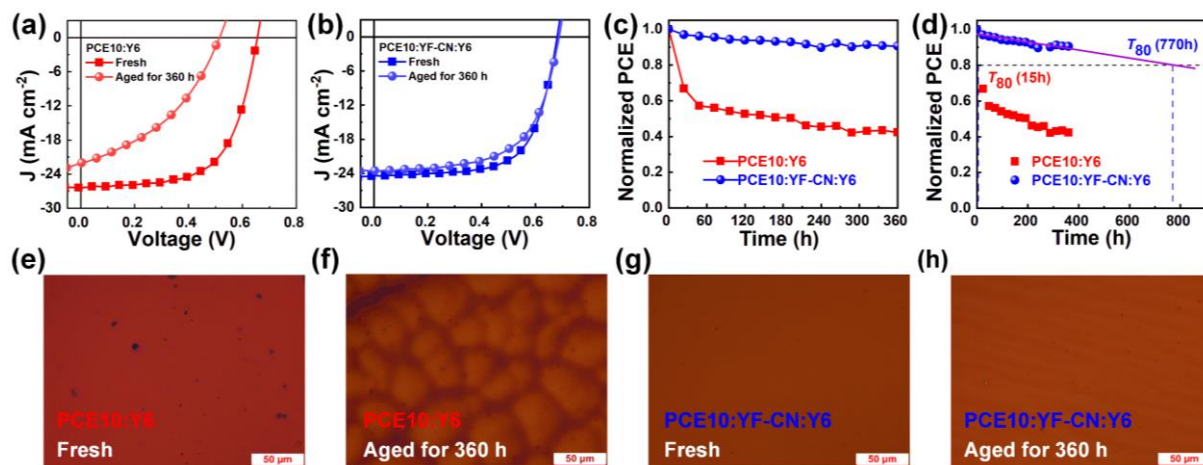 (a)
0
-6
-12
-18
-24
-30
J (mA cm⁻²)
PCE10:Y6
Fresh
Aged for 360 h
0.0 0.2 0.4 0.6 0.8
Voltage (V)
(b)
0
-6
-12
-18
-24
-30
J (mA cm⁻²)
PCE10:YF-CN:Y6
Fresh
Aged for 360 h
0.0 0.2 0.4 0.6 0.8
Voltage (V)
(c)
1.0
0.8
0.6
0.4
0.2
0.0
Normalized PCE
PCE10:Y6
PCE10:YF-CN:Y6
0 60 120 180 240 300 360
Time (h)
(d)
1.0
0.8
0.6
0.4
0.2
0.0
Normalized PCE
T₈₀ (770h)
T₈₀ (15h)
PCE10:Y6
PCE10:YF-CN:Y6
0 200 400 600 800
Time (h)
(e)
PCE10:Y6
Fresh
50 µm
(f)
PCE10:Y6
Aged for 360 h
50 µm
(g)
PCE10:YF-CN:Y6
Fresh
50 µm
(h)
PCE10:YF-CN:Y6
Aged for 360 h
50 µm